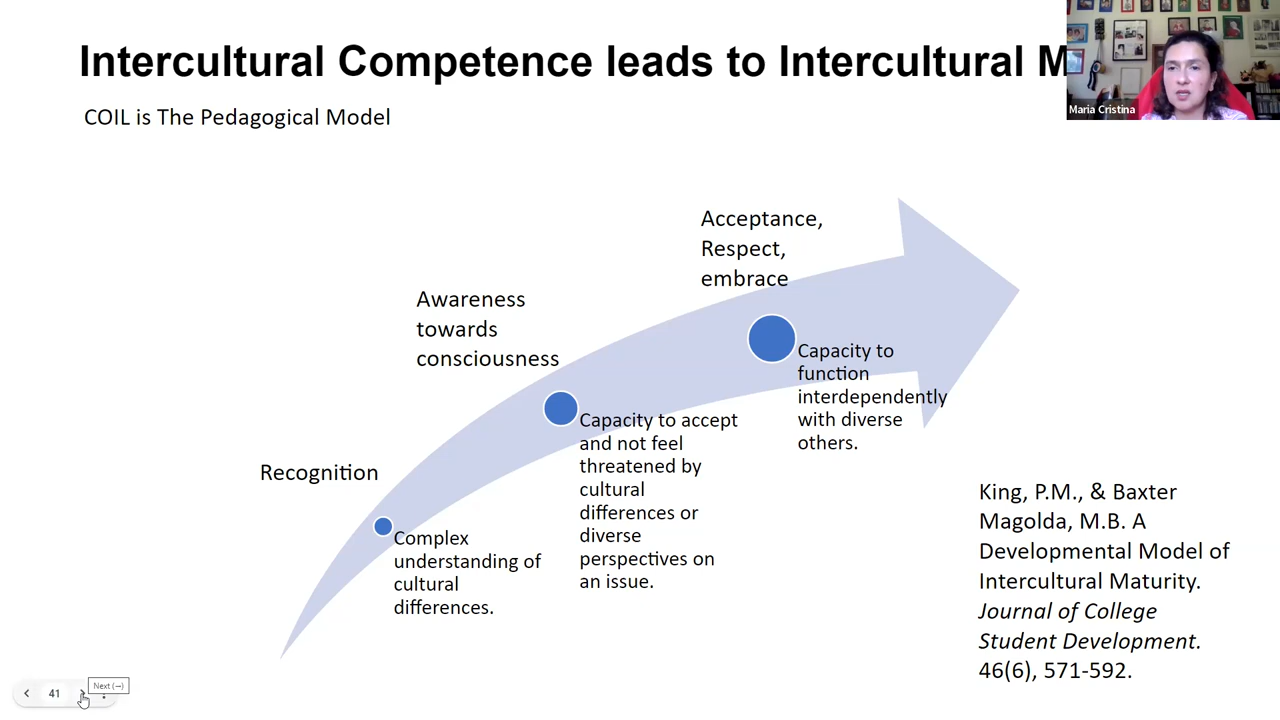 Intercultural Competence leads to Intercultural M
Maria Cristina
COIL is The Pedagogical Model
Acceptance,
Respect,
embrace
Awareness
towards
consciousness
Capacity to
function
interdependently
with diverse
others.
Capacity to accept
and not feel
threatened by
cultural
differences or
diverse
perspectives on
an issue.
Recognition
Complex
understanding of
cultural
differences.
King, P.M., & Baxter
Magolda, M.B. A
Developmental Model of
Intercultural Maturity.
Journal of College
Student Development.
46(6), 571-592.
41
Next (→)